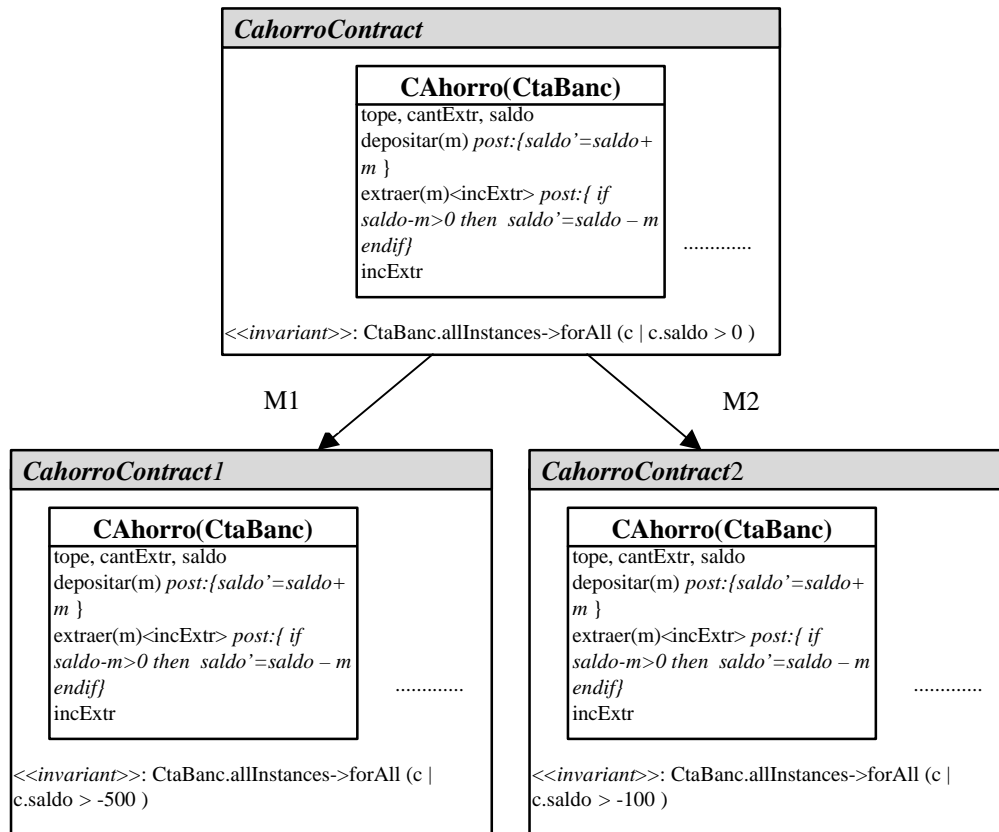 CahorroContract
CAhorro(CtaBanc)
tope, cantExtr, saldo
depositar(m) post:{saldo’=saldo+
m }
extraer(m)<incExtr> post:{ if
saldo-m>0 then saldo’=saldo – m
endif}
incExtr
.............
<<invariant>>: CtaBanc.allInstances->forAll (c | c.saldo > 0 )
M1
M2
CahorroContract1
CAhorro(CtaBanc)
tope, cantExtr, saldo
depositar(m) post:{saldo’=saldo+
m }
extraer(m)<incExtr> post:{ if
saldo-m>0 then saldo’=saldo – m
endif}
incExtr
.............
<<invariant>>: CtaBanc.allInstances->forAll (c |
c.saldo > -500 )
CahorroContract2
CAhorro(CtaBanc)
tope, cantExtr, saldo
depositar(m) post:{saldo’=saldo+
m }
extraer(m)<incExtr> post:{ if
saldo-m>0 then saldo’=saldo – m
endif}
incExtr
.............
<<invariant>>: CtaBanc.allInstances->forAll (c |
c.saldo > -100 )